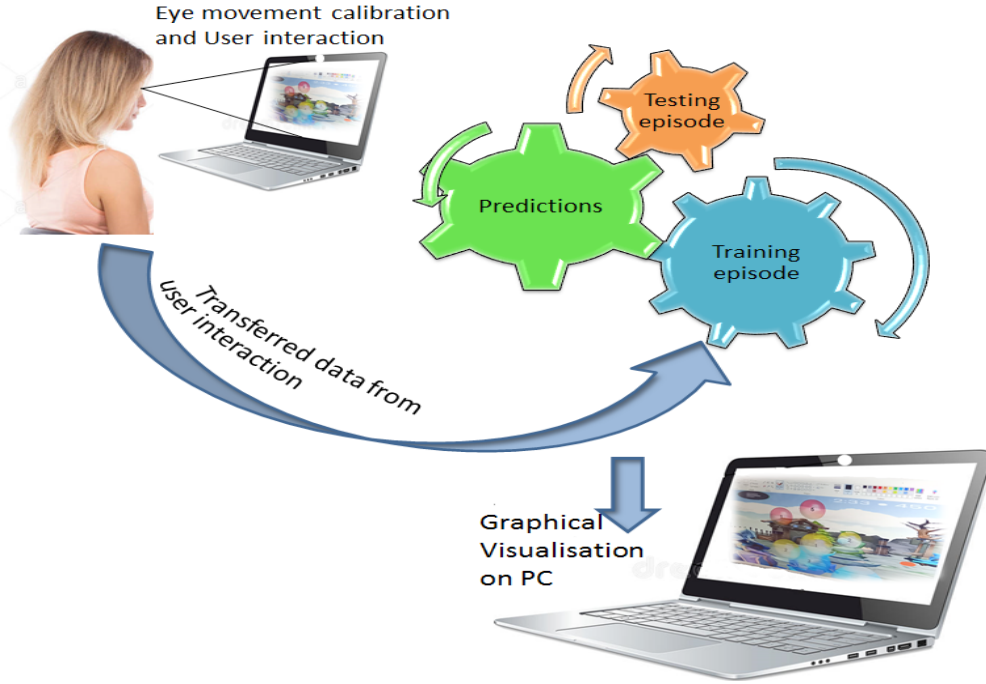 Eye movement calibration
and User interaction
Testing
episode
Predictions
Training
episode
Transferred data from
user interaction
Graphical
Visualisation
on PC